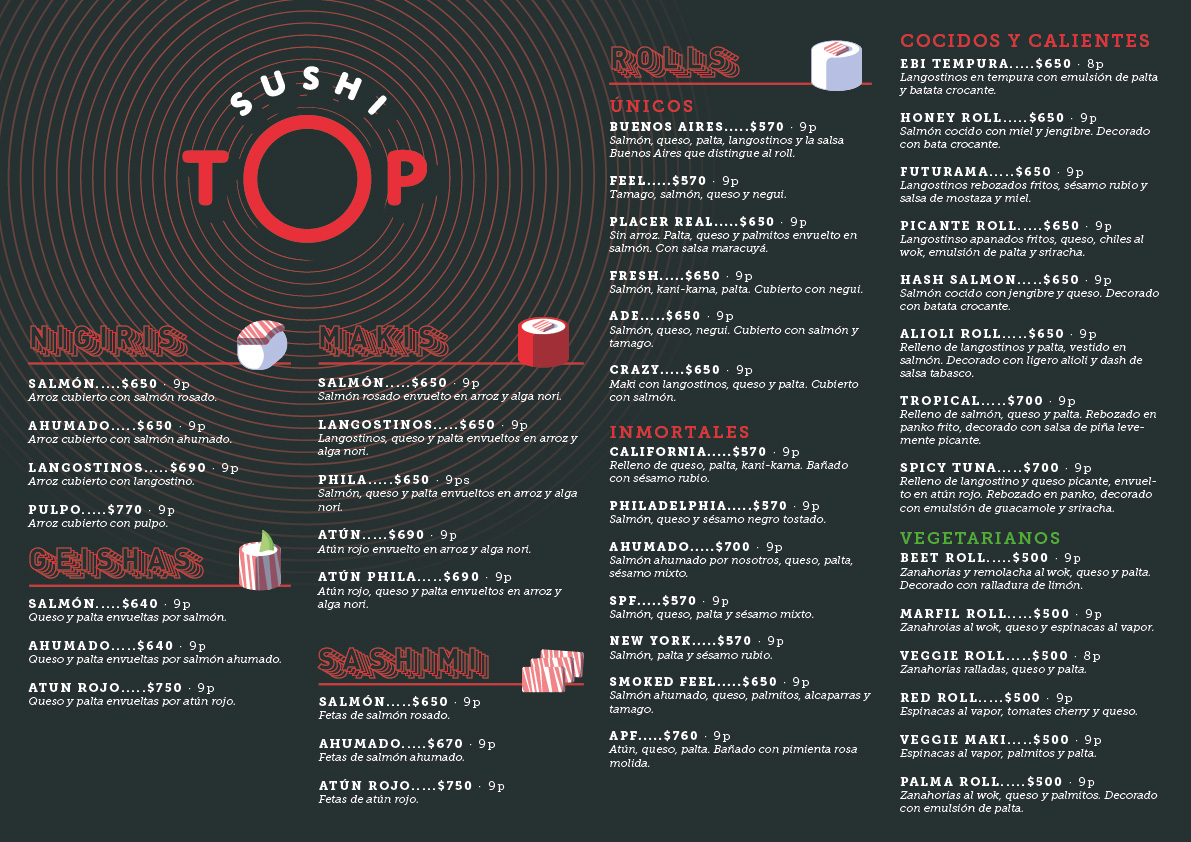 SUSHI
TOP
NIGIRIS
SALMÓN.....$650 · 9p
Arroz cubierto con salmón rosado.
AHUMADO.....$650 · 9p
Arroz cubierto con salmón ahumado.
LANGOSTINOS.....$690 · 9p
Arroz cubierto con langostino.
PULPO.....$770 · 9p
Arroz cubierto con pulpo.
GEISHAS
SALMÓN.....$640 · 9p
Queso y palta envueltas por salmón.
AHUMADO.....$640 · 9p
Queso y palta envueltas por salmón ahumado.
ATUN ROJO.....$750 · 9p
Queso y palta envueltas por atún rojo.
MAKIS
SALMÓN.....$650 · 9p
Salmón rosado envuelto en arroz y alga nori.
LANGOSTINOS.....$650 · 9p
Langostinos, queso y palta envueltos en arroz y
alga nori.
PHILA.....$650 · 9ps
Salmón, queso y palta envueltos en arroz y alga
nori.
ATÚN.....$690 · 9p
Atún rojo envuelto en arroz y alga nori.
ATÚN PHILA.....$690 · 9p
Atún rojo, queso y palta envueltos en arroz y
alga nori.
SASHIMII
SALMÓN.....$650 · 9p
Fetas de salmón rosado.
AHUMADO.....$670 · 9p
Fetas de salmón ahumado.
ATÚN ROJO.....$750 · 9p
Fetas de atún rojo.
ROLLS
ÚNICOS
BUENOS AIRES.....$570 · 9p
Salmón, queso, palta, langostinos y la salsa
Buenos Aires que distingue al roll.
FEEL.....$570 · 9p
Tamago, salmón, queso y negui.
PLACER REAL.....$650 · 9p
Sin arroz. Palta, queso y palmitos envuelto en
salmón. Con salsa maracuyá.
FRESH.....$650 · 9p
Salmón, kani-kama, palta. Cubierto con negui.
ADE.....$650 · 9p
Salmón, queso, negui. Cubierto con salmón y
tamago.
CRAZY.....$650 · 9p
Maki con langostinos, queso y palta. Cubierto
con salmón.
INMORTALES
CALIFORNIA.....$570 · 9p
Relleno de queso, palta, kani-kama. Bañado
con sésamo rubio.
PHILADELPHIA.....$570 · 9p
Salmón, queso y sésamo negro tostado.
AHUMADO.....$700 · 9p
Salmón ahumado por nosotros, queso, palta,
sésamo mixto.
SPF.....$570 · 9p
Salmón, queso, palta y sésamo mixto.
NEW YORK.....$570 · 9p
Salmón, palta y sésamo rubio.
SMOKED FEEL.....$650 · 9p
Salmón ahumado, queso, palmitos, alcaparras y
tamago.
APF.....$760 · 9p
Atún, queso, palta. Bañado con pimienta rosa
molida.
COCIDOS Y CALIENTES
EBI TEMPURA.....$650 · 8p
Langostinos en tempura con emulsión de palta
y batata crocante.
HONEY ROLL.....$650 · 9p
Salmón cocido con miel y jengibre. Decorado
con bata crocante.
FUTURAMA.....$650 · 9p
Langostinos rebozados fritos, sésamo rubio y
salsa de mostaza y miel.
PICANTE ROLL.....$650 · 9p
Langostinso apanados fritos, queso, chiles al
wok, emulsión de palta y sriracha.
HASH SALMON.....$650 · 9p
Salmón cocido con jengibre y queso. Decorado
con batata crocante.
ALIOLI ROLL.....$650 · 9p
Relleno de langostinos y palta, vestido en
salmón. Decorado con ligero alioli y dash de
salsa tabasco.
TROPICAL.....$700 · 9p
Relleno de salmón, queso y palta. Rebozado en
panko frito, decorado con salsa de piña leve-
mente picante.
SPICY TUNA.....$700 · 9p
Relleno de langostino y queso picante, envuel-
to en atún rojo. Rebozado en panko, decorado
con emulsión de guacamole y sriracha.
VEGETARIANOS
BEET ROLL.....$500 · 9p
Zanahorias y remolacha al wok, queso y palta.
Decorado con ralladura de limón.
MARFIL ROLL.....$500 · 9p
Zanahroias al wok, queso y espinacas al vapor.
VEGGIE ROLL.....$500 · 8p
Zanahorias ralladas, queso y palta.
RED ROLL.....$500 · 9p
Espinacas al vapor, tomates cherry y queso.
VEGGIE MAKI.....$500 · 9p
Espinacas al vapor, palmitos y palta.
PALMA ROLL.....$500 · 9p
Zanahorias al wok, queso y palmitos. Decorado
con emulsión de palta.